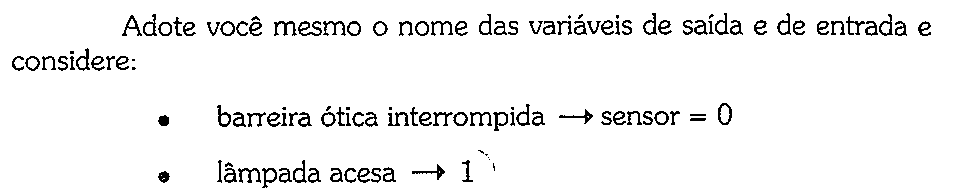 Adote você mesmo o nome das variáveis de saída e de entrada e
considere:
• barreira ótica interrompida → sensor = 0
• lâmpada acesa → 1